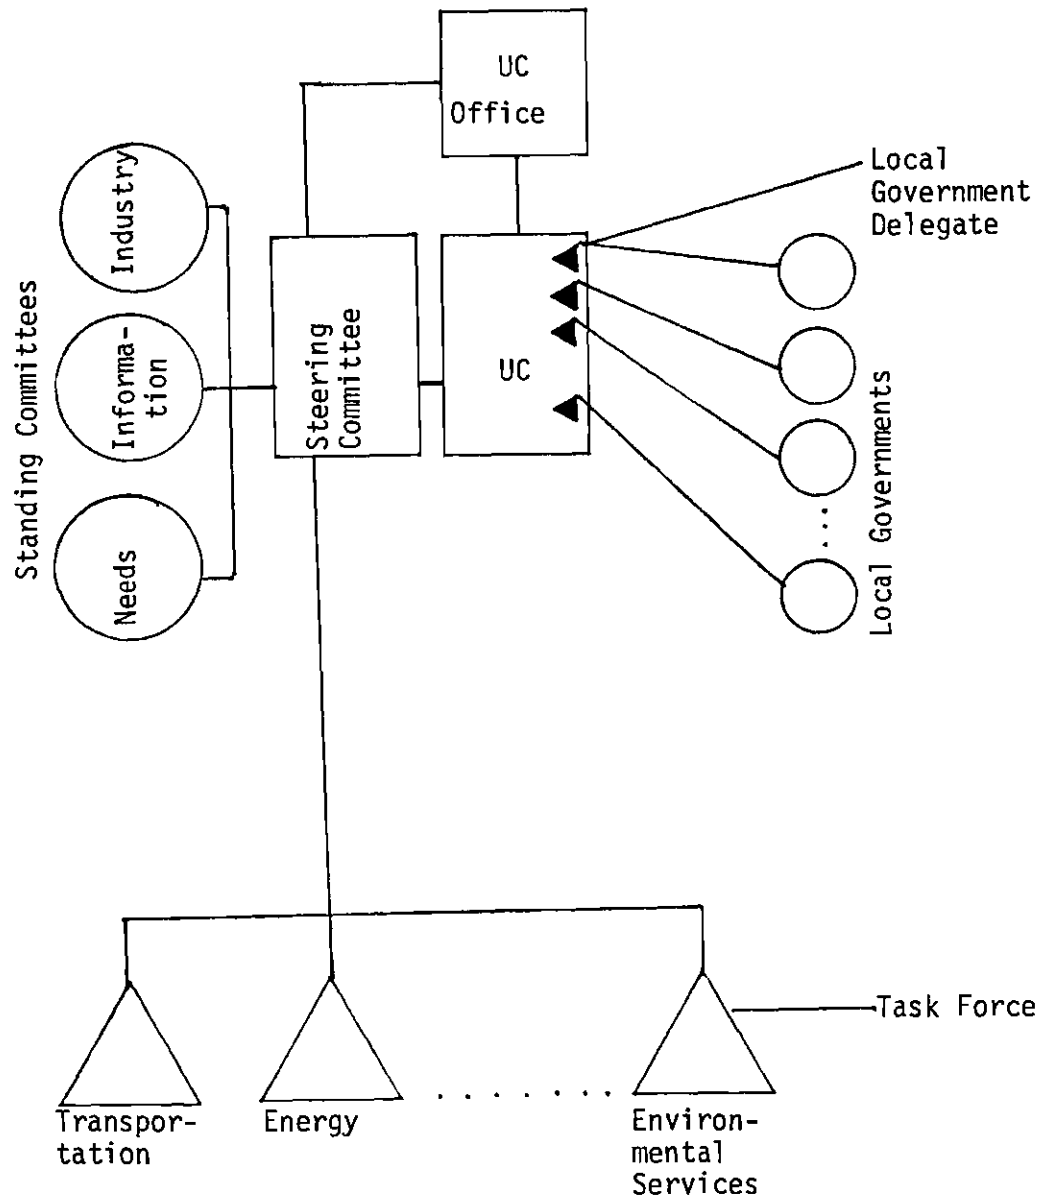 UC
Office
Local
Government
Delegate
Industry
Informa-
tion
Needs
Standing Committees
Steering
Committee
UC
Local Governments
Task Force
Transpor-
tation
Energy
Environ-
mental
Services